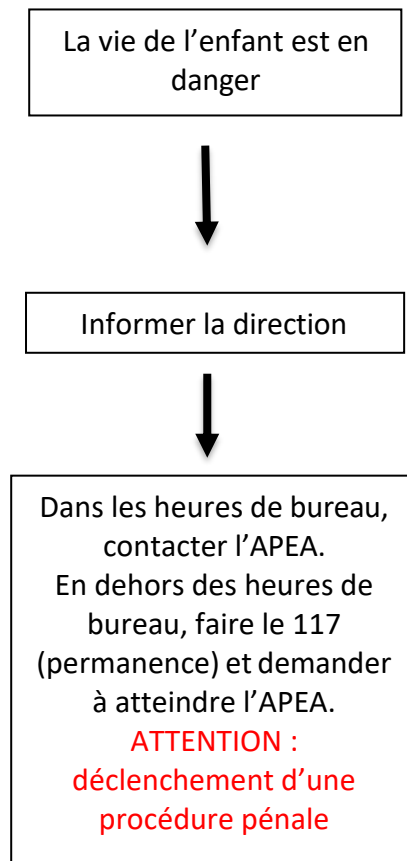 La vie de l’enfant est en
danger
Informer la direction
Dans les heures de bureau,
contacter l’APEA.
En dehors des heures de
bureau, faire le 117
(permanence) et demander
à atteindre l’APEA.
ATTENTION :
déclenchement d’une
procédure pénale